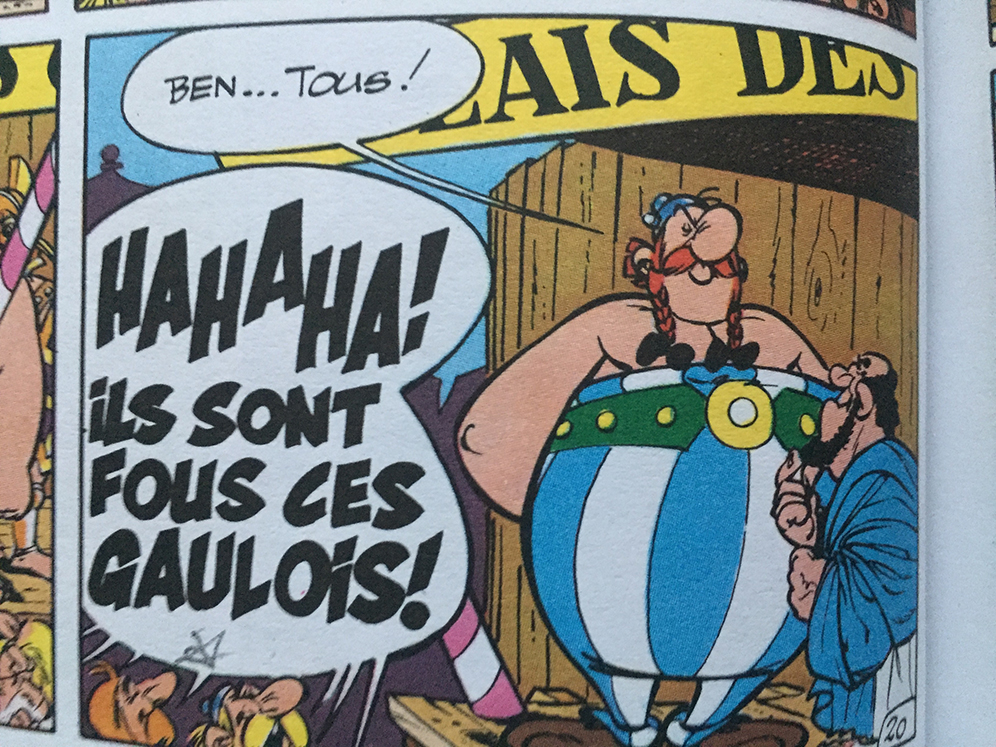 LAIS DES
BEN... TOUS!
HAHAHA!
iLS SONT
FOUS CES
GAULOiS!
20